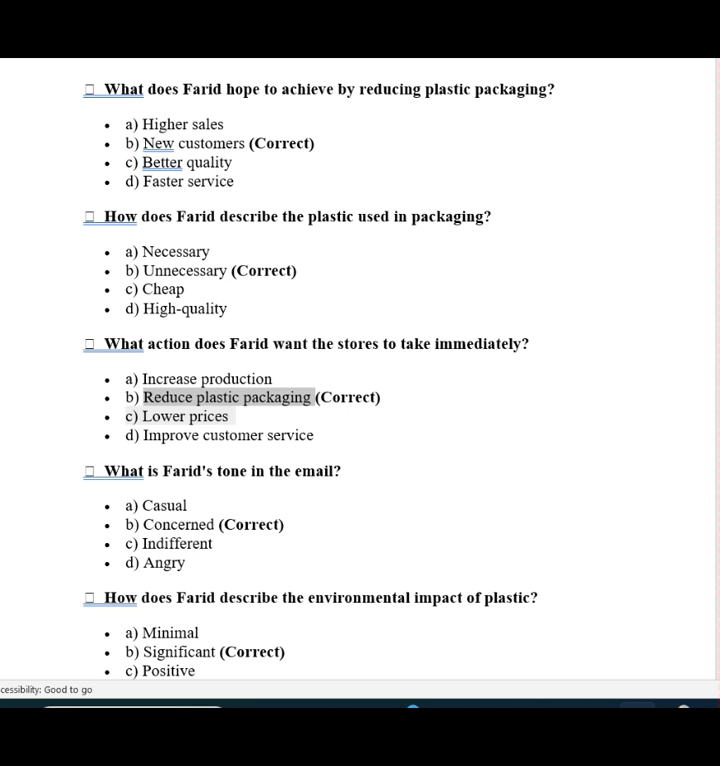 What does Farid hope to achieve by reducing plastic packaging?
• a) Higher sales
• b) New customers (Correct)
• c) Better quality
• d) Faster service
How does Farid describe the plastic used in packaging?
• a) Necessary
• b) Unnecessary (Correct)
• c) Cheap
• d) High-quality
What action does Farid want the stores to take immediately?
• a) Increase production
• b) Reduce plastic packaging (Correct)
• c) Lower prices
• d) Improve customer service
What is Farid's tone in the email?
• a) Casual
• b) Concerned (Correct)
• c) Indifferent
• d) Angry
How does Farid describe the environmental impact of plastic?
• a) Minimal
• b) Significant (Correct)
• c) Positive
cessibility: Good to go